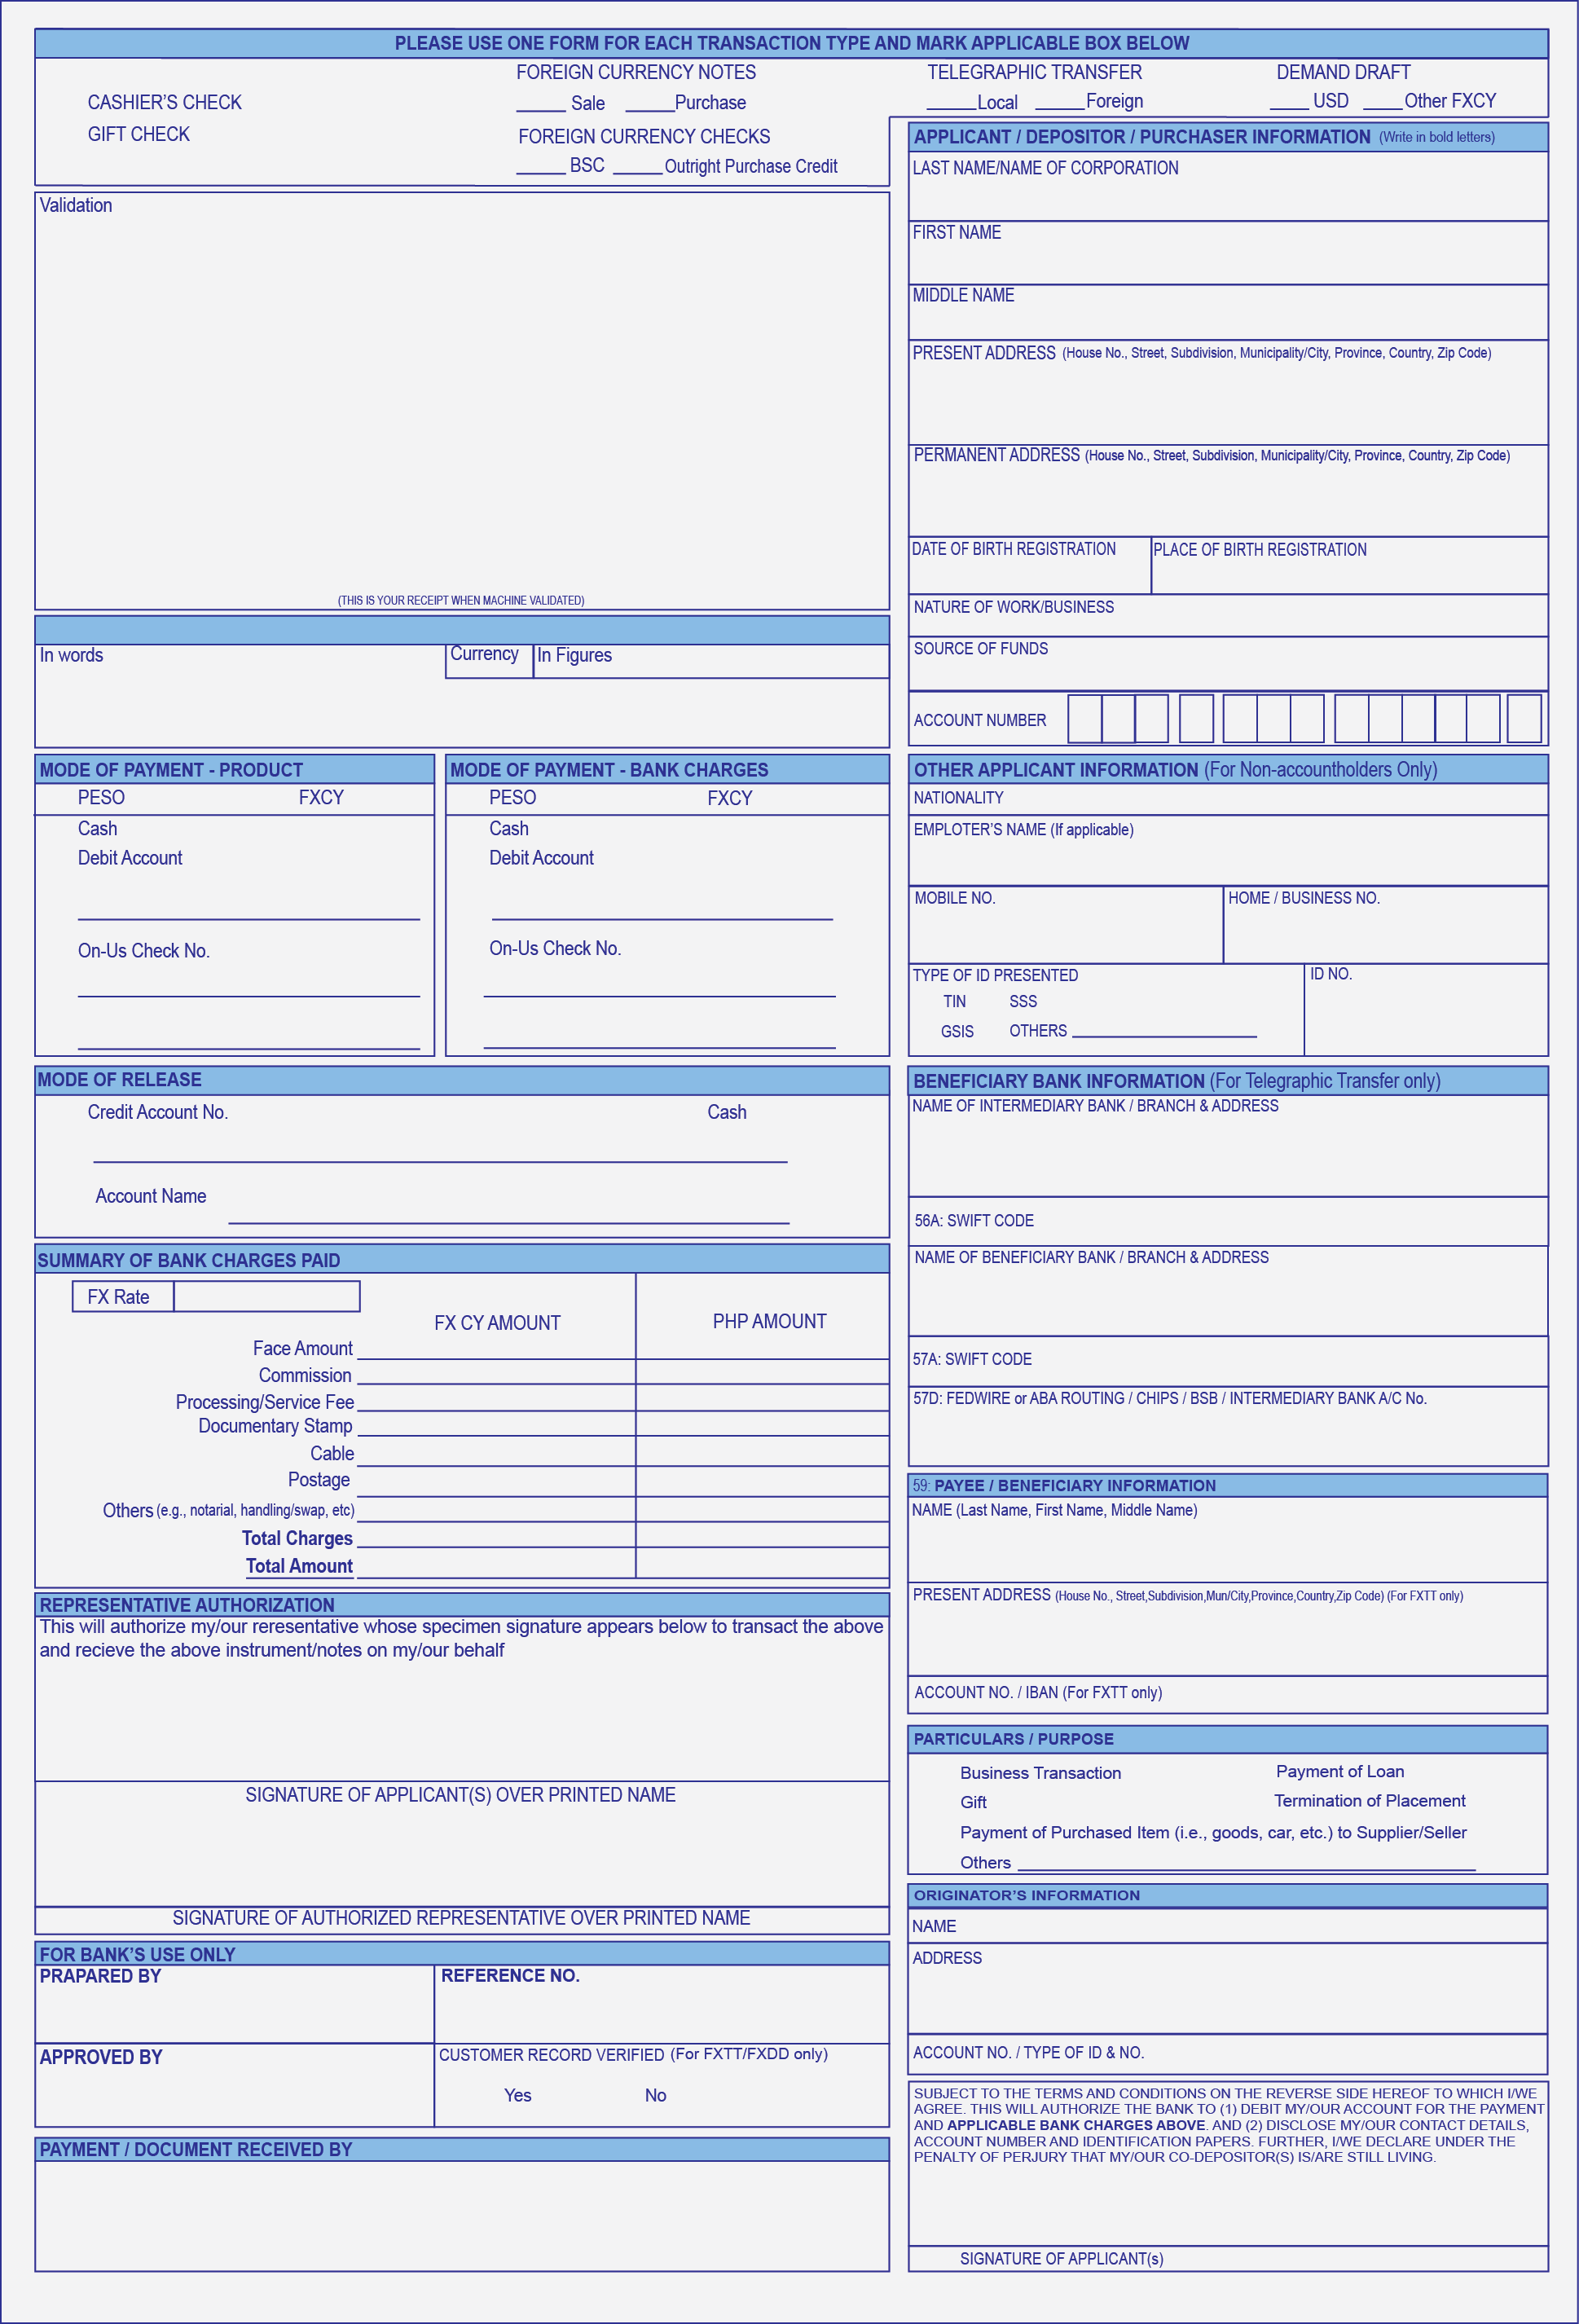 PLEASE USE ONE FORM FOR EACH TRANSACTION TYPE AND MARK APPLICABLE BOX BELOW
CASHIER'S CHECK
GIFT CHECK
FOREIGN CURRENCY NOTES
_____ Sale _____Purchase
FOREIGN CURRENCY CHECKS
_____ BSC _____Outright Purchase Credit
TELEGRAPHIC TRANSFER
_____Local _____Foreign
DEMAND DRAFT
____ USD ____Other FXCY
Validation
(THIS IS YOUR RECEIPT WHEN MACHINE VALIDATED)
In words
Currency
In Figures
MODE OF PAYMENT - PRODUCT
PESO FXCY
Cash
Debit Account
On-Us Check No.
MODE OF PAYMENT - BANK CHARGES
PESO FXCY
Cash
Debit Account
On-Us Check No.
MODE OF RELEASE
Credit Account No. Cash
Account Name
SUMMARY OF BANK CHARGES PAID
FX Rate
FX CY AMOUNT PHP AMOUNT
Face Amount
Commission
Processing/Service Fee
Documentary Stamp
Cable
Postage
Others (e.g., notarial, handling/swap, etc)
Total Charges
Total Amount
REPRESENTATIVE AUTHORIZATION
This will authorize my/our reresentative whose specimen signature appears below to transact the above
and recieve the above instrument/notes on my/our behalf
SIGNATURE OF APPLICANT(S) OVER PRINTED NAME
SIGNATURE OF AUTHORIZED REPRESENTATIVE OVER PRINTED NAME
FOR BANK'S USE ONLY
PRAPARED BY
REFERENCE NO.
APPROVED BY
CUSTOMER RECORD VERIFIED (For FXTT/FXDD only)
Yes No
PAYMENT / DOCUMENT RECEIVED BY
APPLICANT / DEPOSITOR / PURCHASER INFORMATION (Write in bold letters)
LAST NAME/NAME OF CORPORATION
FIRST NAME
MIDDLE NAME
PRESENT ADDRESS (House No., Street, Subdivision, Municipality/City, Province, Country, Zip Code)
PERMANENT ADDRESS (House No., Street, Subdivision, Municipality/City, Province, Country, Zip Code)
DATE OF BIRTH REGISTRATION
PLACE OF BIRTH REGISTRATION
NATURE OF WORK/BUSINESS
SOURCE OF FUNDS
ACCOUNT NUMBER
OTHER APPLICANT INFORMATION (For Non-accountholders Only)
NATIONALITY
EMPLOTER'S NAME (If applicable)
MOBILE NO.
HOME / BUSINESS NO.
TYPE OF ID PRESENTED
TIN SSS
GSIS OTHERS
ID NO.
BENEFICIARY BANK INFORMATION (For Telegraphic Transfer only)
NAME OF INTERMEDIARY BANK / BRANCH & ADDRESS
56A: SWIFT CODE
NAME OF BENEFICIARY BANK / BRANCH & ADDRESS
57A: SWIFT CODE
57D: FEDWIRE or ABA ROUTING / CHIPS / BSB / INTERMEDIARY BANK A/C No.
59: PAYEE / BENEFICIARY INFORMATION
NAME (Last Name, First Name, Middle Name)
PRESENT ADDRESS (House No., Street,Subdivision,Mun/City,Province,Country,Zip Code) (For FXTT only)
ACCOUNT NO. / IBAN (For FXTT only)
PARTICULARS / PURPOSE
Business Transaction Payment of Loan
Gift Termination of Placement
Payment of Purchased Item (i.e., goods, car, etc.) to Supplier/Seller
Others
ORIGINATOR'S INFORMATION
NAME
ADDRESS
ACCOUNT NO. / TYPE OF ID & NO.
SUBJECT TO THE TERMS AND CONDITIONS ON THE REVERSE SIDE HEREOF TO WHICH I/WE
AGREE. THIS WILL AUTHORIZE THE BANK TO (1) DEBIT MY/OUR ACCOUNT FOR THE PAYMENT
AND APPLICABLE BANK CHARGES ABOVE. AND (2) DISCLOSE MY/OUR CONTACT DETAILS,
ACCOUNT NUMBER AND IDENTIFICATION PAPERS. FURTHER, I/WE DECLARE UNDER THE
PENALTY OF PERJURY THAT MY/OUR CO-DEPOSITOR(S) IS/ARE STILL LIVING.
SIGNATURE OF APPLICANT(s)